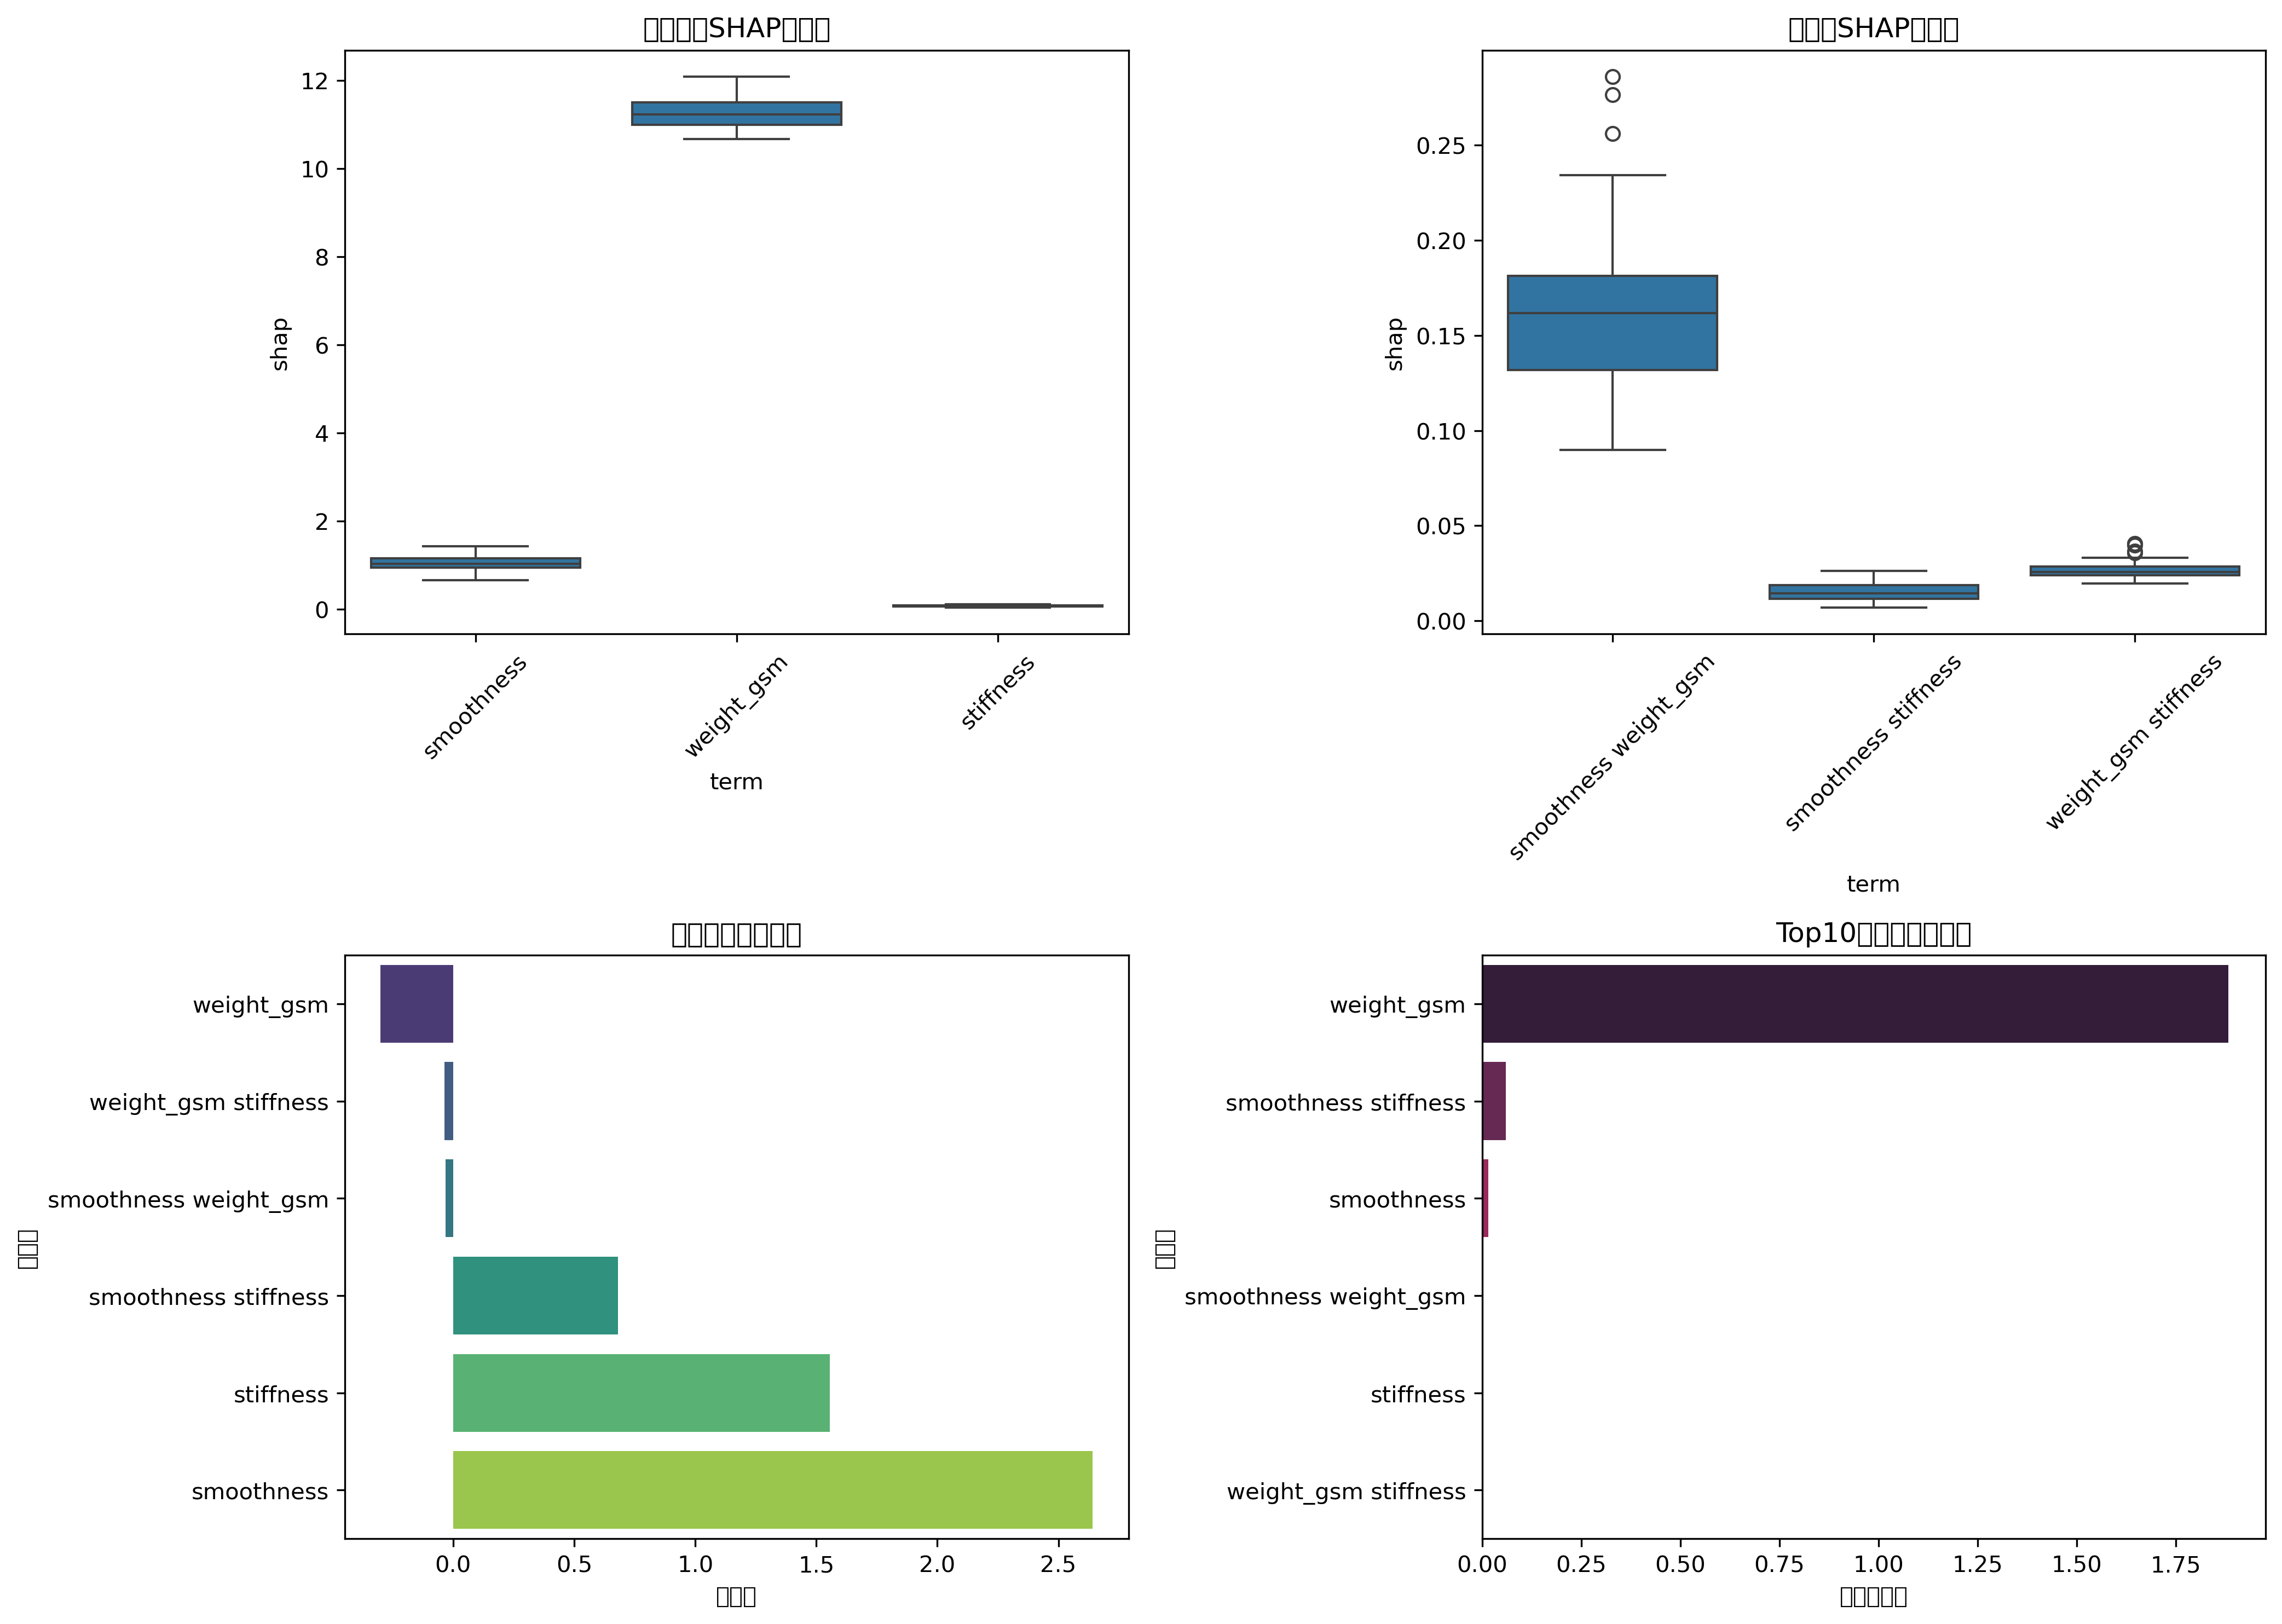 SHAP
shap
12
10
8
6
4
2
0
smoothness
weight_gsm
stiffness
term
SHAP
shap
0.25
0.20
0.15
0.10
0.05
0.00
smoothness weight_gsm
smoothness stiffness
weight_gsm stiffness
term
weight_gsm
weight_gsm stiffness
smoothness weight_gsm
smoothness stiffness
stiffness
smoothness
0.0
0.5
1.0
1.5
2.0
2.5
Top10
weight_gsm
smoothness stiffness
smoothness
smoothness weight_gsm
stiffness
weight_gsm stiffness
0.00
0.25
0.50
0.75
1.00
1.25
1.50
1.75